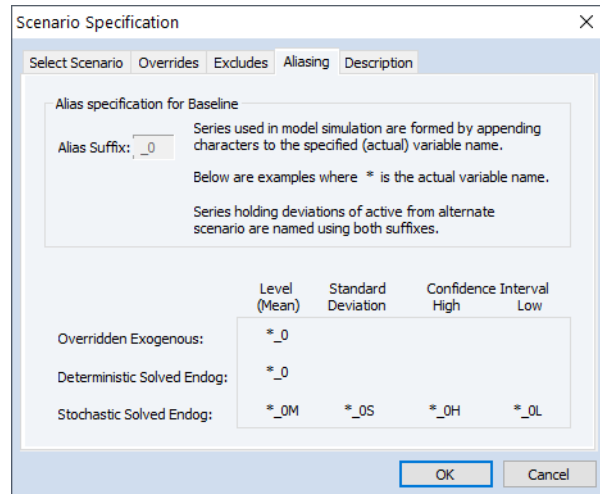 Scenario Specification
Select Scenario Overrides Excludes Aliasing Description
Alias specification for Baseline
Alias Suffix: _0
Series used in model simulation are formed by appending
characters to the specified (actual) variable name.
Below are examples where * is the actual variable name.
Series holding deviations of active from alternate
scenario are named using both suffixes.
Level Standard Confidence Interval
(Mean) Deviation High Low
Overridden Exogenous: *_0
Deterministic Solved Endog: *_0
Stochastic Solved Endog: *_0M *_0S *_0H *_0L
OK Cancel